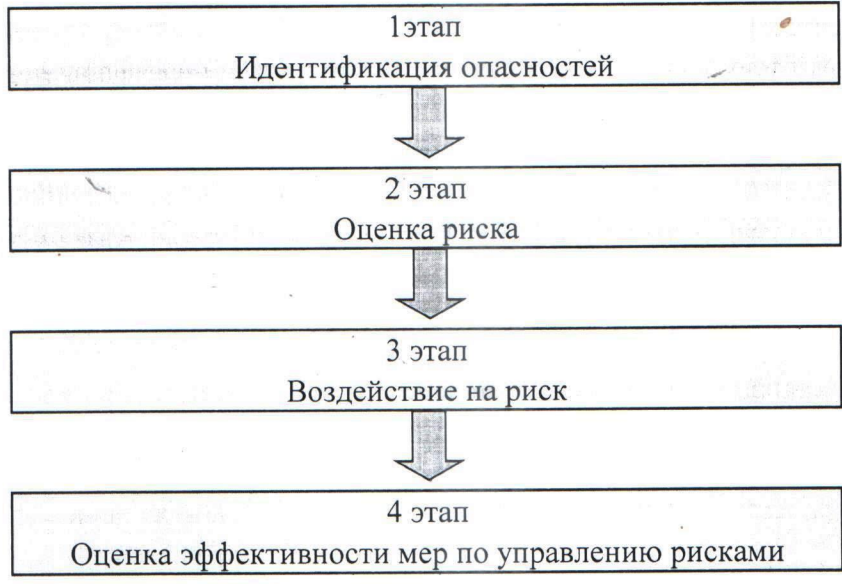 1этап
Идентификация опасностей
2 этап
Оценка риска
3 этап
Воздействие на риск
4 этап
Оценка эффективности мер по управлению рисками